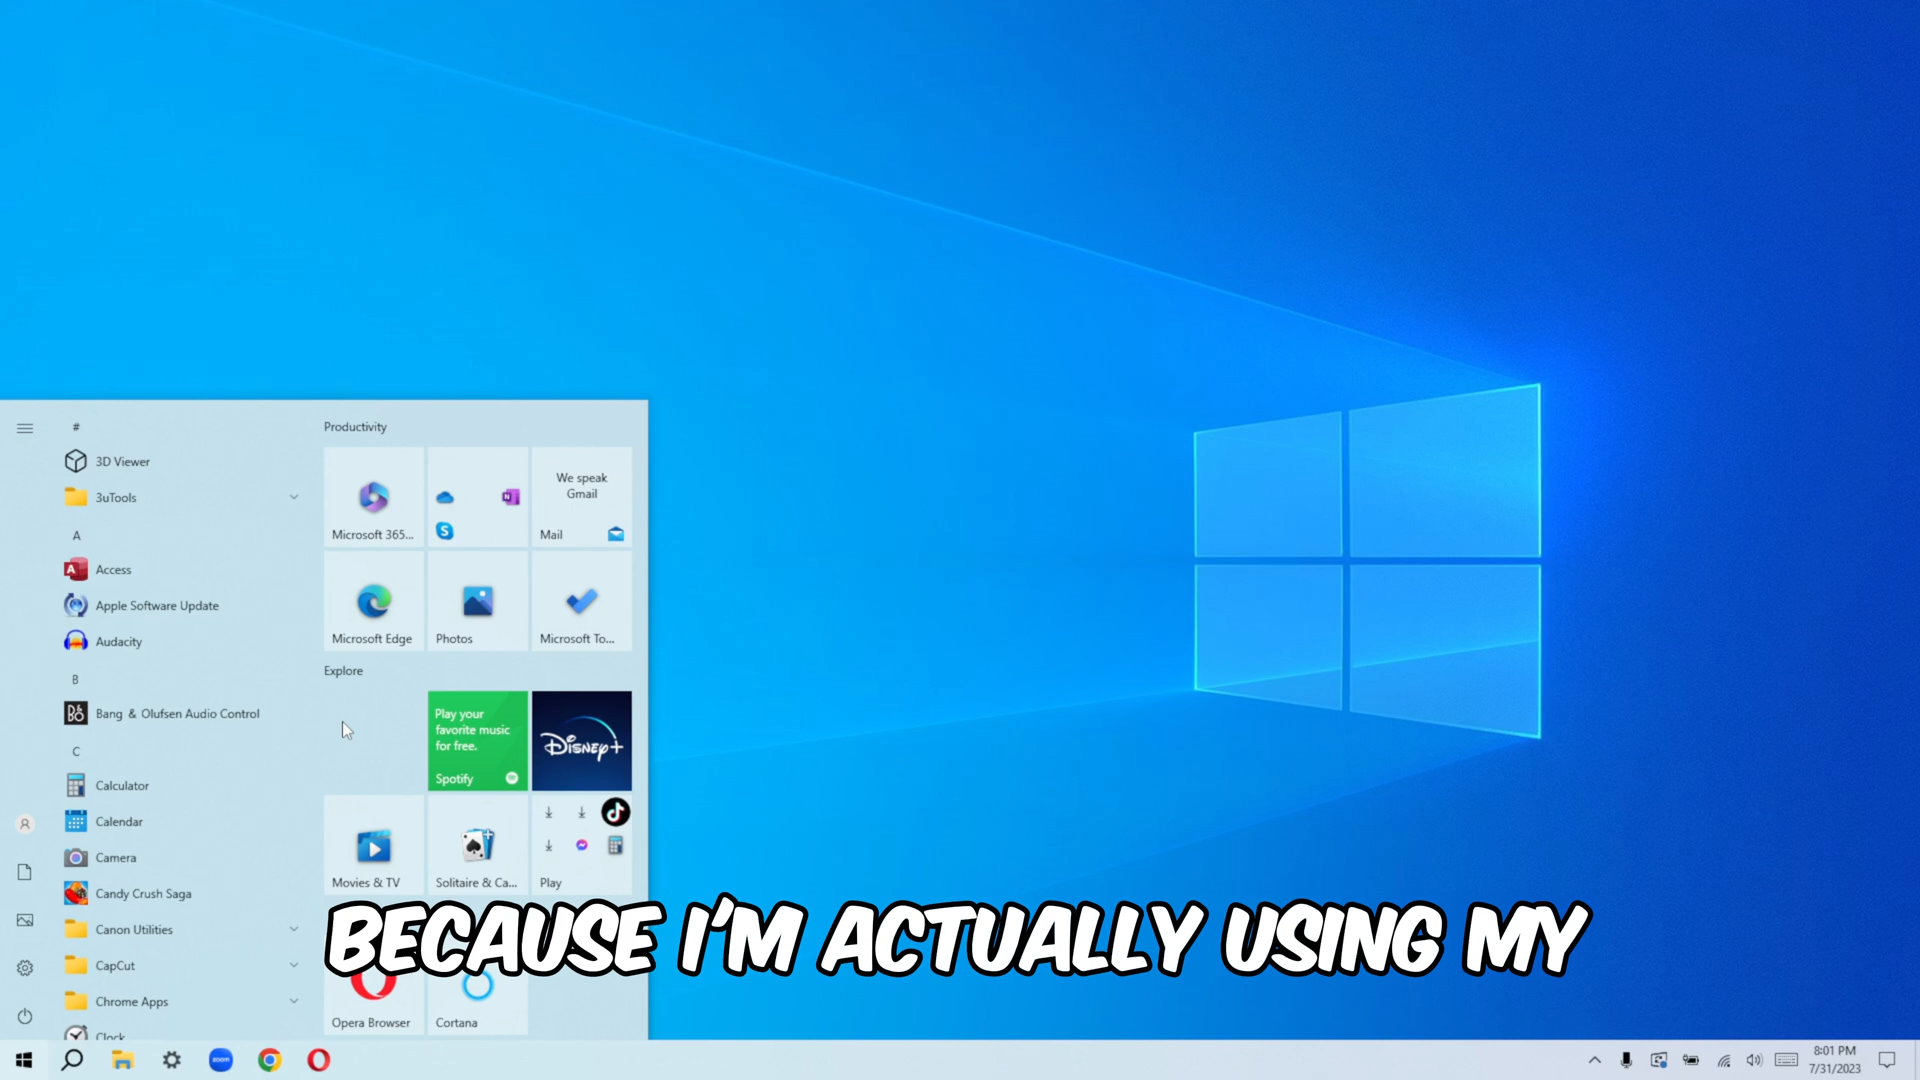 #
3D Viewer
3uTools
A
Access
Apple Software Update
Audacity
B
Bang & Olufsen Audio Control
C
Calculator
Calendar
Camera
Candy Crush Saga
Canon Utilities
CapCut
Chrome Apps
Clock
Productivity
Microsoft 365...
We speak
Gmail
Mail
Microsoft Edge
Photos
Microsoft To...
Explore
Play your
favorite music
for free.
Spotify
Disney+
Movies & TV
Solitaire & Ca...
Play
Opera Browser
Cortana
BECAUSE I'M ACTUALLY USING MY
zoom
8:01 PM
7/31/2023